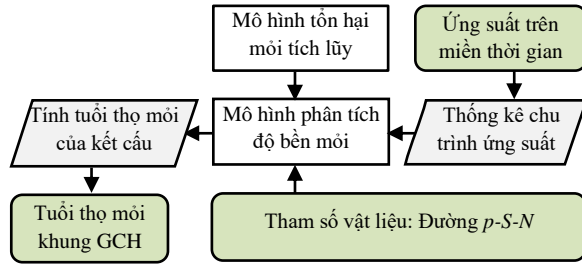 Mô hình tổn hại
mỏi tích lũy
Ứng suất trên
miền thời gian
Tính tuổi thọ mỏi
của kết cấu
Mô hình phân tích
độ bền mỏi
Thống kê chu
trình ứng suất
Tuổi thọ mỏi
khung GCH
Tham số vật liệu: Đường p-S-N